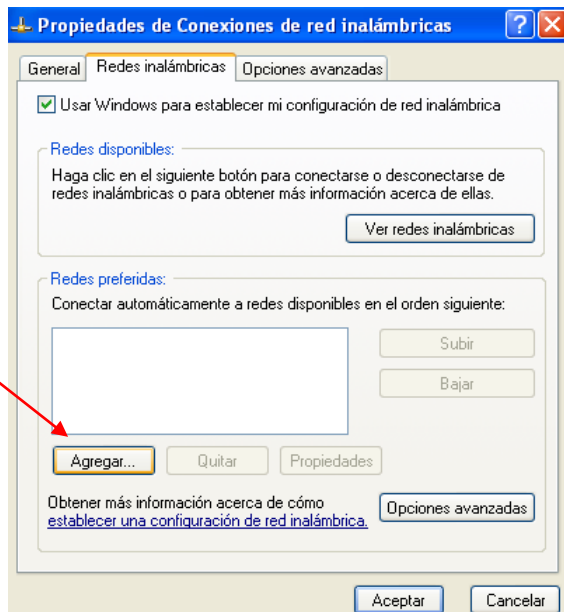 Propiedades de Conexiones de red inalámbricas
General Redes inalámbricas Opciones avanzadas
Usar Windows para establecer mi configuración de red inalámbrica
Redes disponibles:
Haga clic en el siguiente botón para conectarse o desconectarse de
redes inalámbricas o para obtener más información acerca de ellas.
Ver redes inalámbricas
Redes preferidas:
Conectar automáticamente a redes disponibles en el orden siguiente:
Subir
Bajar
Agregar... Quitar Propiedades
Obtener más información acerca de cómo
establecer una configuración de red inalámbrica.
Opciones avanzadas
Aceptar Cancelar